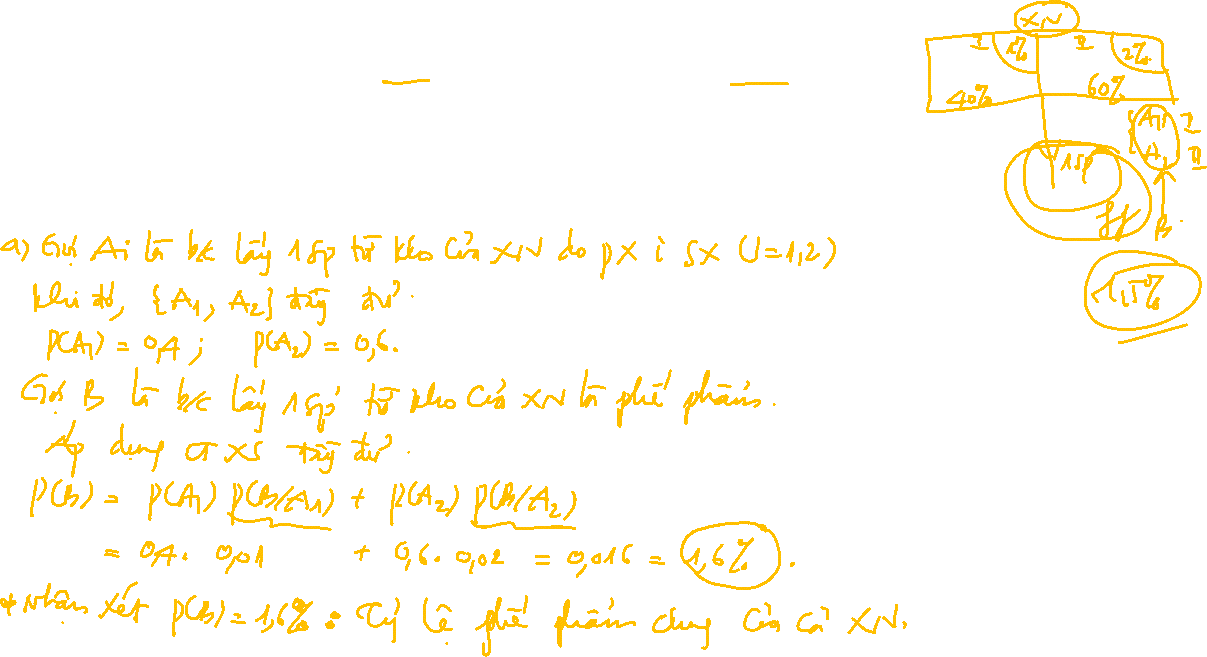 XN
I 1% II 2%
40% 60%
A1 I
A2 II
1sp
B
1,5%
a) Gọi Ai là b/c lấy 1 sp từ kho của XN do px i sx (i=1,2)
Khi đó, {A1, A2} đầy đủ.
P(A1) = 0,4; P(A2) = 0,6.
Gọi B là b/c lấy 1 sp từ kho của XN là phế phẩm.
Áp dụng CT XS đầy đủ.
P(B) = P(A1) P(B/A1) + P(A2) P(B/A2)
= 0,4. 0,01 + 0,6. 0,02 = 0,016 = 1,6%.
+ Nhận xét P(B) = 1,6% : Tỷ lệ phế phẩm chung của cả XN.